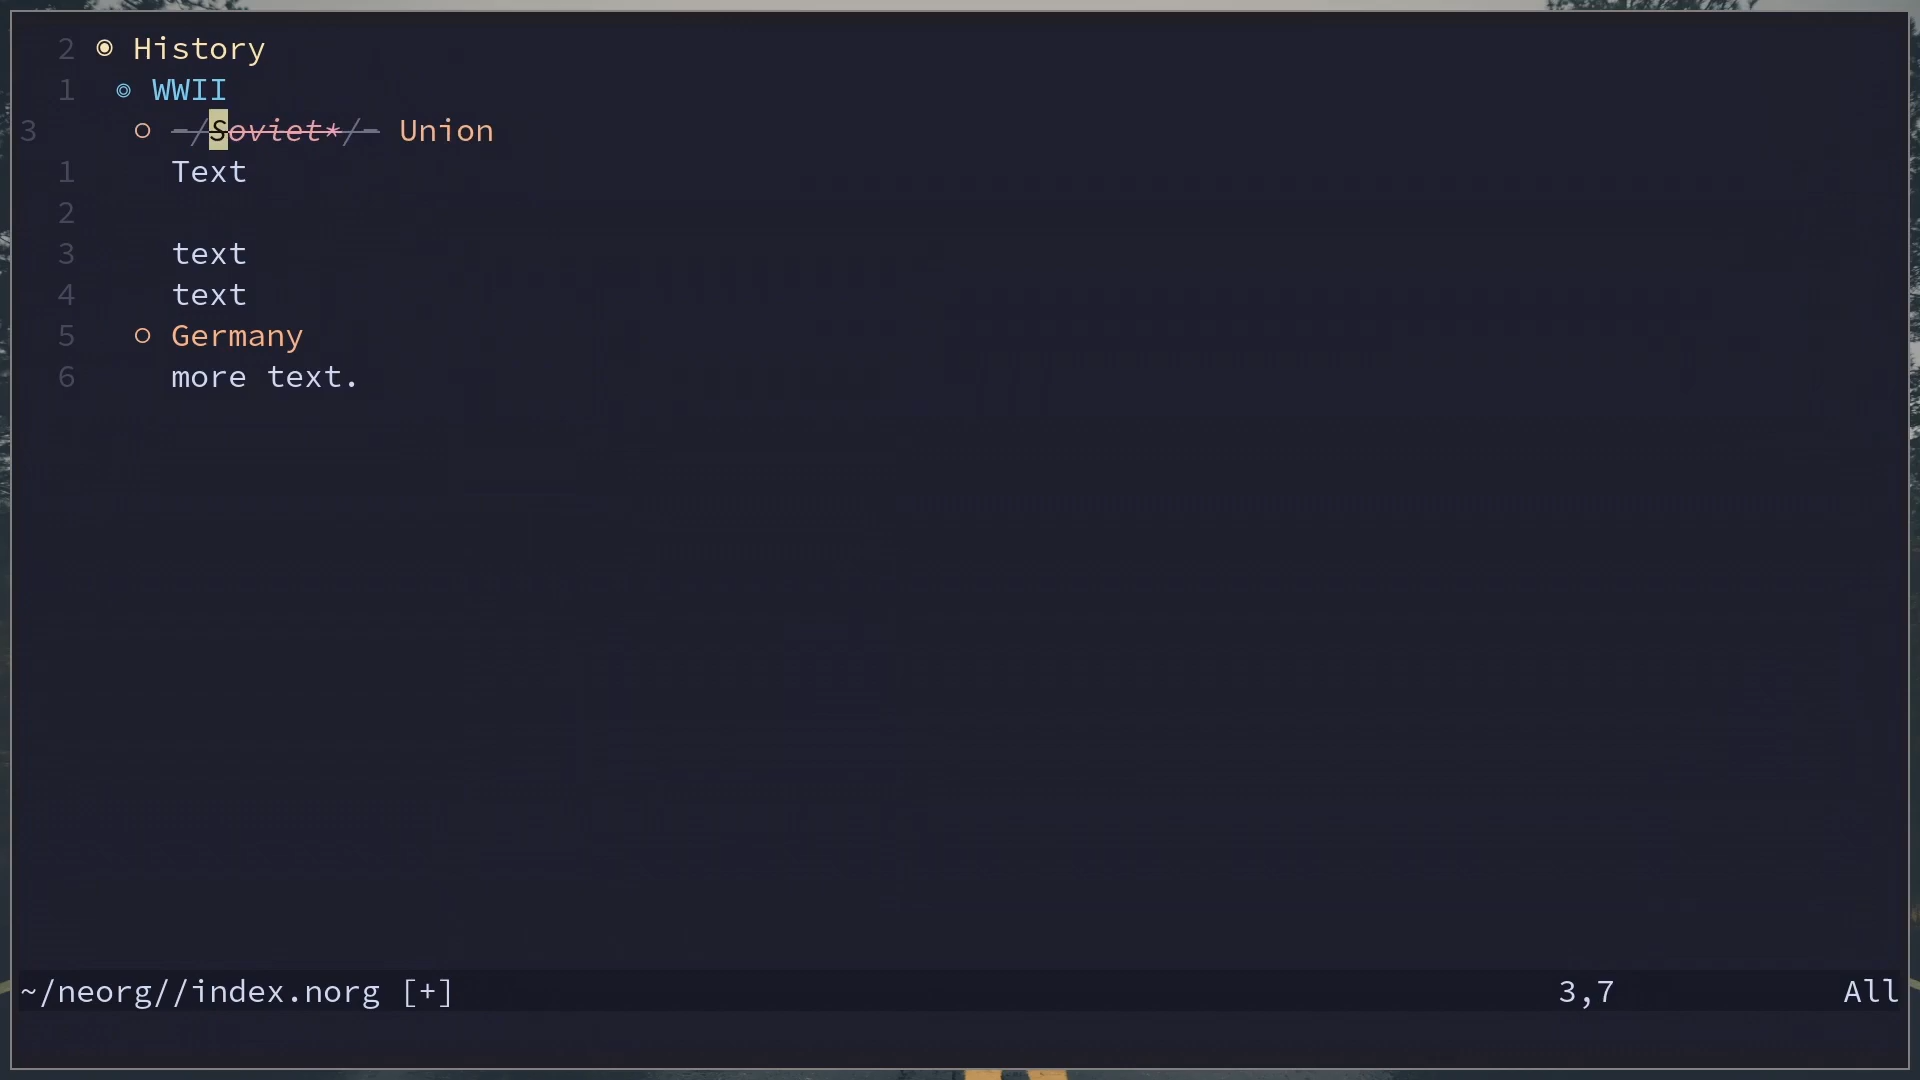 2 ◉ History
1 ◎ WWII
3 ○ -/Soviet*/- Union
1 Text
2
3 text
4 text
5 ○ Germany
6 more text.
~/neorg//index.norg [+] 3,7 All